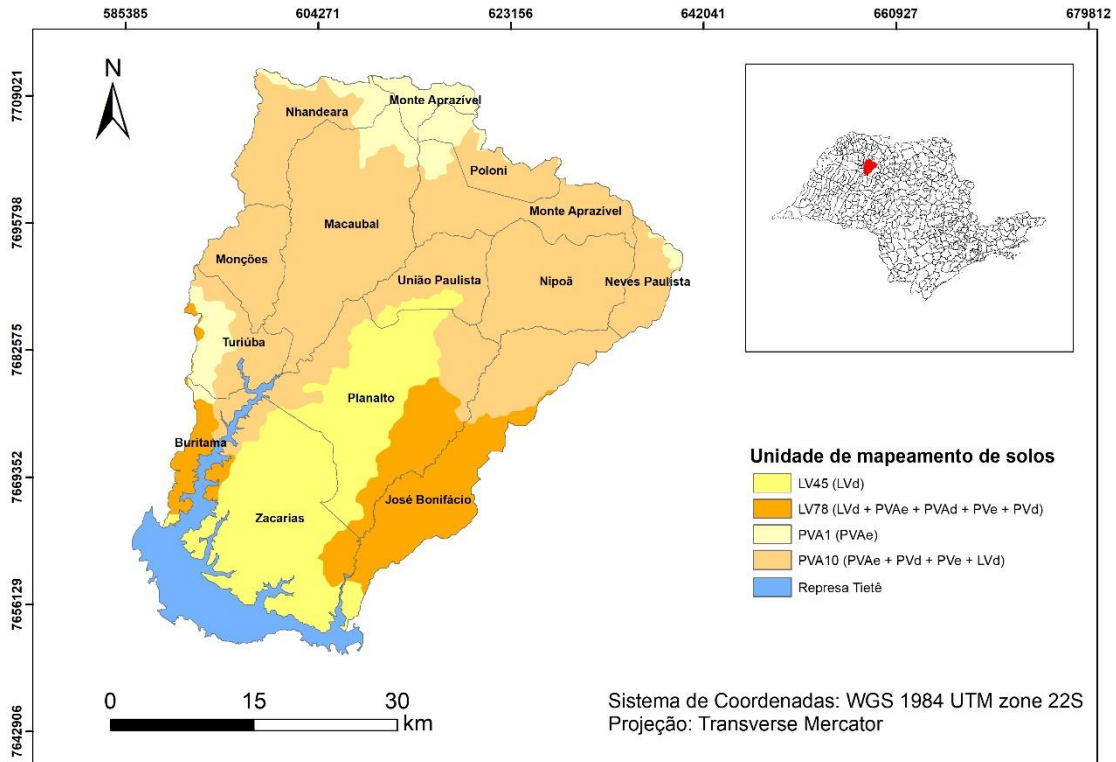 585385 604271 623156 642041 660927 679812
7709021
7695798
7682575
7669352
7656129
7642906
N
Monte Aprazível
Nhandeara
Poloni
Macaubal
Monte Aprazível
Monções
União Paulista
Nipoã
Neves Paulista
Turiúba
Planalto
Buritama
José Bonifácio
Zacarias
Unidade de mapeamento de solos
LV45 (LVd)
LV78 (LVd + PVAe + PVAd + PVe + PVd)
PVA1 (PVAe)
PVA10 (PVAe + PVd + PVe + LVd)
Represa Tietê
0 15 30
km
Sistema de Coordenadas: WGS 1984 UTM zone 22S
Projeção: Transverse Mercator